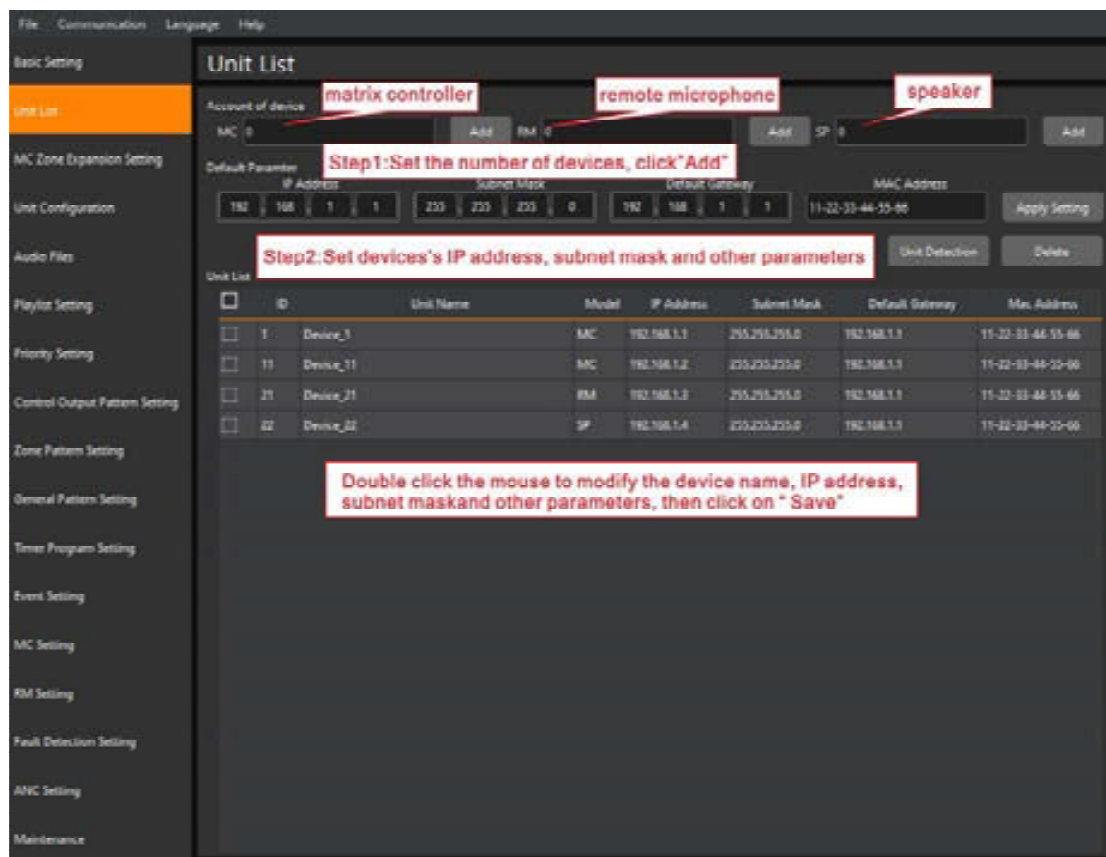 File Communication Language Help
Basic Setting
Unit List
MC Zone Expansion Setting
Unit Configuration
Audio Files
Playlist Setting
Priority Setting
Control Output Pattern Setting
Zone Pattern Setting
General Pattern Setting
Timer Program Setting
Event Setting
MC Setting
RM Setting
Fault Detection Setting
ANC Setting
Maintenance
Unit List
matrix controller
remote microphone
speaker
Account of device
MC 0 Add RM 0 Add SP 0 Add
Step1:Set the number of devices, click"Add"
Default Paramter
IP Address Subnet Mask Default Gateway MAC Address
192 . 168 . 1 . 1 255 . 255 . 255 . 0 192 . 168 . 1 . 1 11-22-33-44-55-66 Apply Setting
Step2:Set devices's IP address, subnet mask and other parameters
Unit Detection Delete
Unit List
ID Unit Name Model IP Address Subnet Mask Default Gateway Mac Address
1 Device_1 MC 192.168.1.1 255.255.255.0 192.168.1.1 11-22-33-44-55-66
11 Device_11 MC 192.168.1.2 255.255.255.0 192.168.1.1 11-22-33-44-55-66
21 Device_21 RM 192.168.1.3 255.255.255.0 192.168.1.1 11-22-33-44-55-66
22 Device_22 SP 192.168.1.4 255.255.255.0 192.168.1.1 11-22-33-44-55-66
Double click the mouse to modify the device name, IP address,
subnet maskand other parameters, then click on " Save"